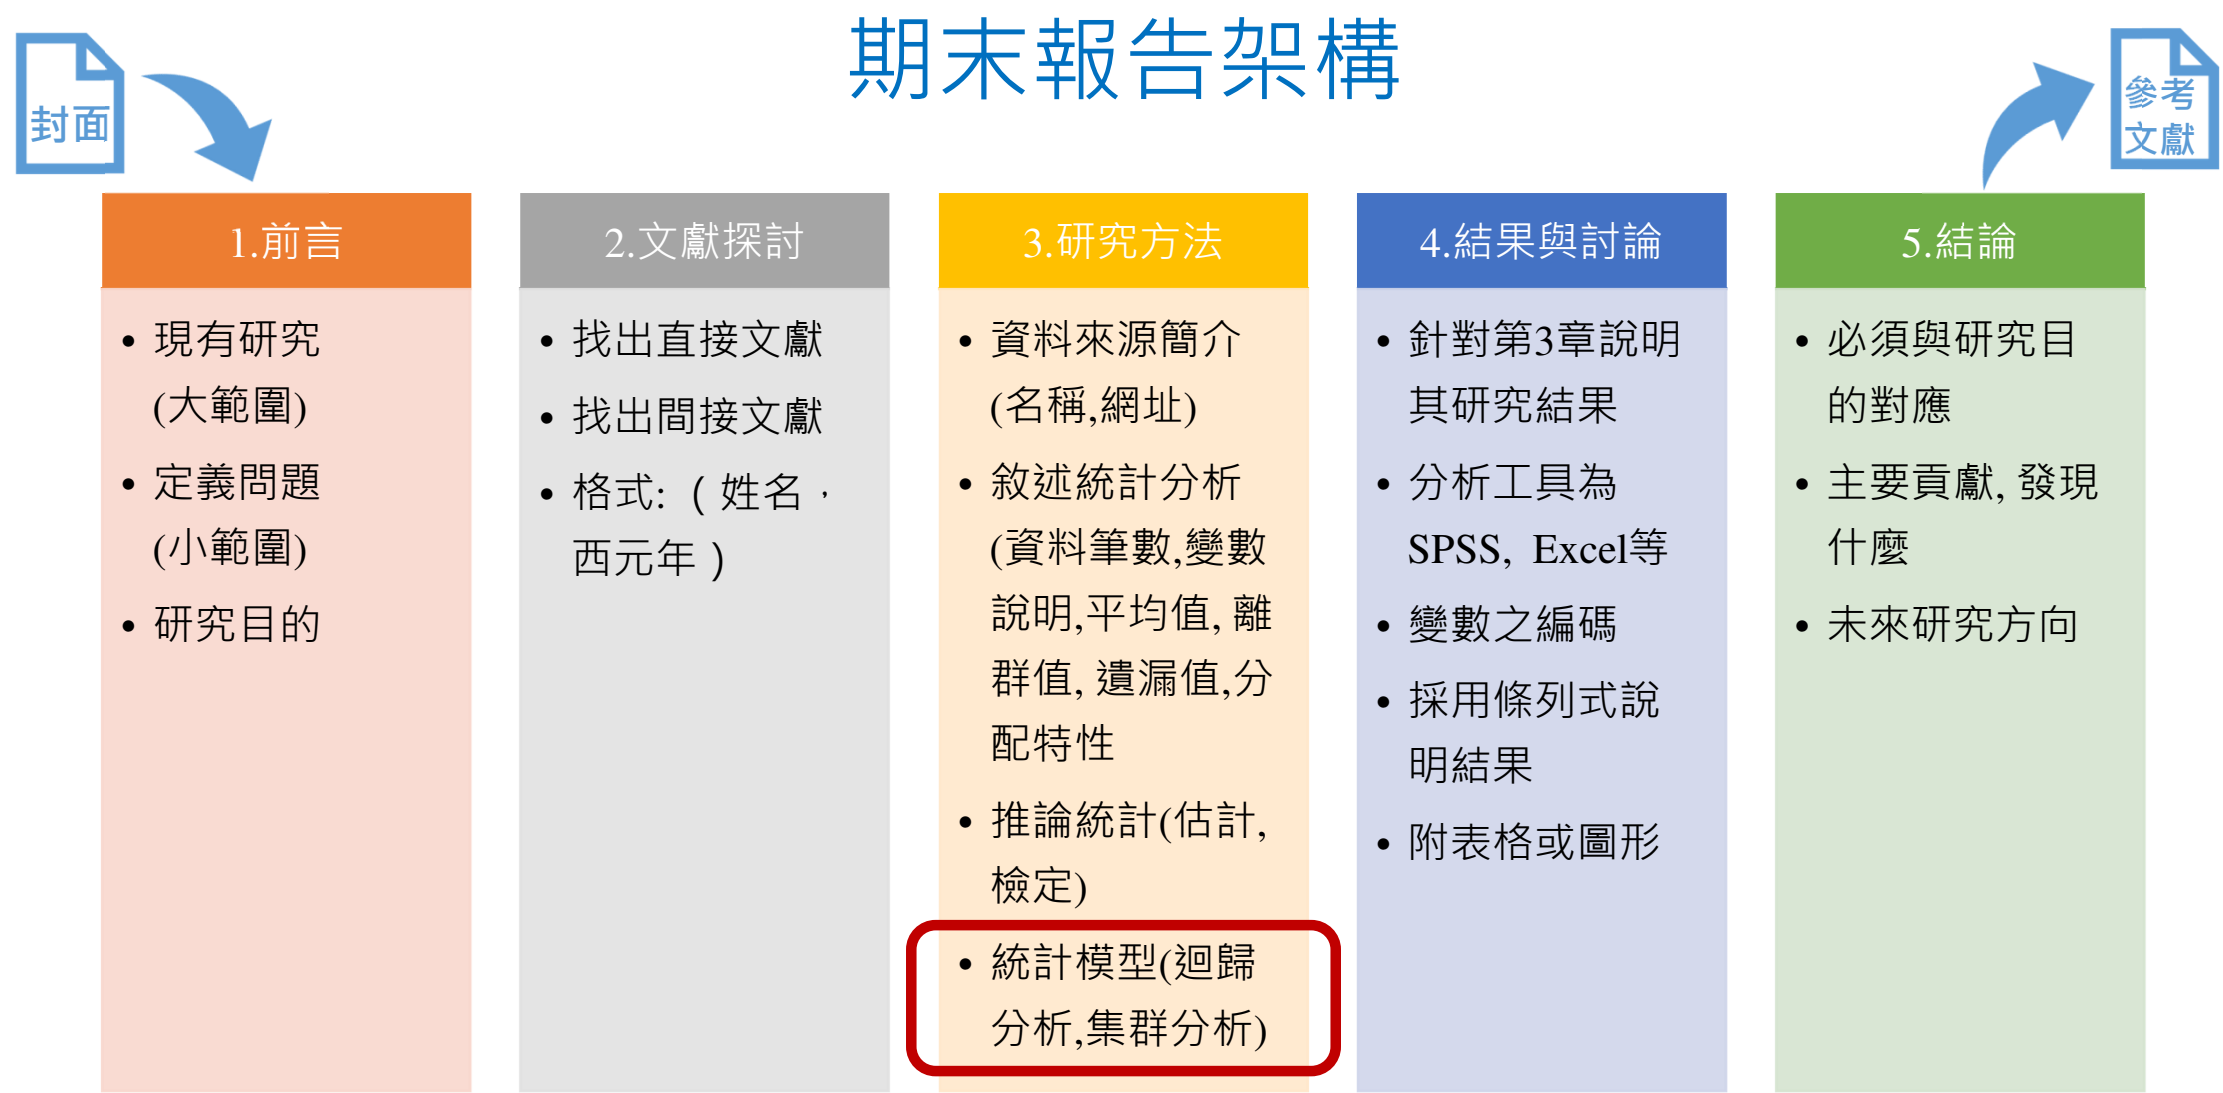 期末報告架構
封面
參考
文獻
1.前言
• 現有研究
(大範圍)
• 定義問題
(小範圍)
• 研究目的
2.文獻探討
• 找出直接文獻
• 找出間接文獻
• 格式:（姓名，
西元年）
3.研究方法
• 資料來源簡介
(名稱,網址)
• 敘述統計分析
(資料筆數,變數
說明,平均值, 離
群值, 遺漏值,分
配特性
• 推論統計(估計,
檢定)
• 統計模型(迴歸
分析,集群分析)
4.結果與討論
• 針對第3章說明
其研究結果
• 分析工具為
SPSS, Excel等
• 變數之編碼
• 採用條列式說
明結果
• 附表格或圖形
5.結論
• 必須與研究目
的對應
• 主要貢獻, 發現
什麼
• 未來研究方向